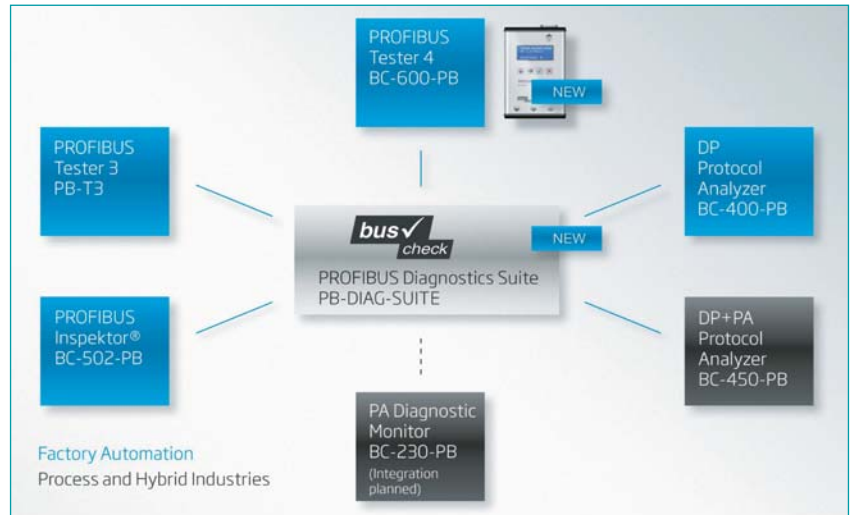 PROFIBUS
Tester 4
BC-600-PB
NEW
PROFIBUS
Tester 3
PB-T3
DP
Protocol
Analyzer
BC-400-PB
bus
check
NEW
PROFIBUS Diagnostics Suite
PB-DIAG-SUITE
PROFIBUS
Inspektor®
BC-502-PB
DP+PA
Protocol
Analyzer
BC-450-PB
PA Diagnostic
Monitor
BC-230-PB
(Integration
planned)
Factory Automation
Process and Hybrid Industries